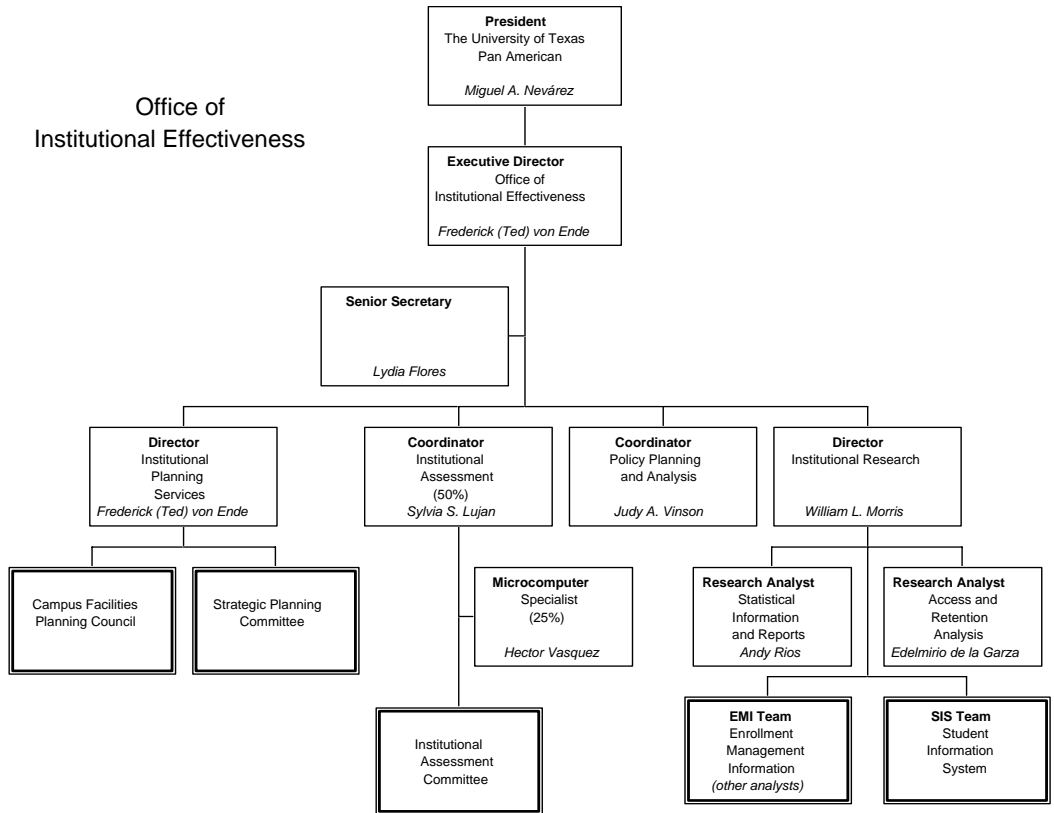 President
The University of Texas
Pan American
Miguel A. Nevárez
Office of
Institutional Effectiveness
Executive Director
Office of
Institutional Effectiveness
Frederick (Ted) von Ende
Senior Secretary
Lydia Flores
Director
Institutional
Planning
Services
Frederick (Ted) von Ende
Coordinator
Institutional
Assessment
(50%)
Sylvia S. Lujan
Coordinator
Policy Planning
and Analysis
Judy A. Vinson
Director
Institutional Research
William L. Morris
Campus Facilities
Planning Council
Strategic Planning
Committee
Microcomputer
Specialist
(25%)
Hector Vasquez
Research Analyst
Statistical
Information
and Reports
Andy Rios
Research Analyst
Access and
Retention
Analysis
Edelmirio de la Garza
Institutional
Assessment
Committee
EMI Team
Enrollment
Management
Information
(other analysts)
SIS Team
Student
Information
System